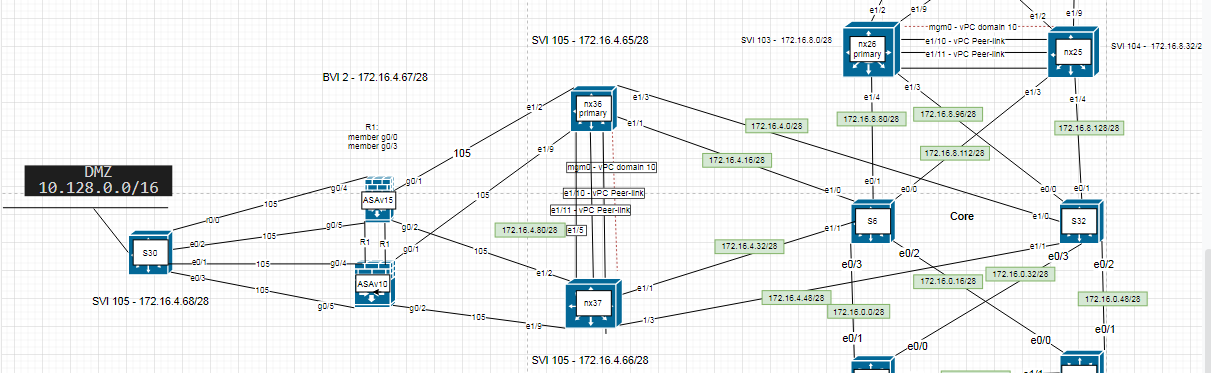 e1/2
e1/9
e1/2
e1/9
mgm0 - vPC domain 10
SVI 105 - 172.16.4.65/28
SVI 103 - 172.16.8.0/28
nx26
primary
e1/10 - vPC Peer-link
e1/11 - vPC Peer-link
nx25
SVI 104 - 172.16.8.32/2
BVI 2 - 172.16.4.67/28
e1/3
e1/3
e1/4
e1/3
e1/4
e1/2
nx36
primary
e1/1
172.16.4.0/28
172.16.8.80/28
172.16.8.96/28
172.16.8.128/28
R1:
member g0/0
member g0/3
e1/9
105
172.16.4.16/28
172.16.8.112/28
DMZ
10.128.0.0/16
mgm0 - vPC domain 10
g0/4
g0/1
e1/0
e0/1
e0/0
e0/0
e0/1
105
105
e1/10 - vPC Peer-link
e1/11 - vPC Peer-link
ASAv15
g0/5
g0/2
172.16.4.80/28
e1/5
e1/1
S6
Core
e1/0
S32
e0/2
105
R1
R1
g0/1
105
172.16.4.32/28
e1/1
S30
e0/1
105
g0/4
e0/3
e0/2
e0/3
e0/2
e0/3
105
ASAv10
e1/2
nx37
e1/1
172.16.0.16/28
172.16.0.32/28
SVI 105 - 172.16.4.68/28
g0/5
g0/2
105
e1/9
1/3
172.16.4.48/28
172.16.0.0/28
172.16.0.48/28
e0/1
e0/0
e0/0
e0/1
SVI 105 - 172.16.4.66/28